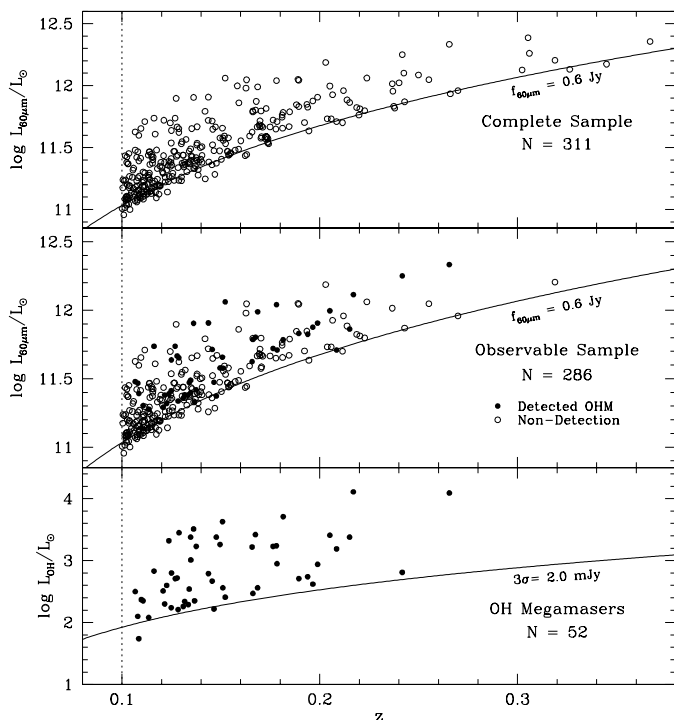 12.5
12
11.5
11
log L60μm/L⊙
f60μm = 0.6 Jy
Complete Sample
N = 311
12.5
12
11.5
11
log L60μm/L⊙
f60μm = 0.6 Jy
Observable Sample
N = 286
Detected OHM
Non-Detection
4
3
2
1
log LOH/L⊙
3σ= 2.0 mJy
OH Megamasers
N = 52
0.1 0.2 0.3
z